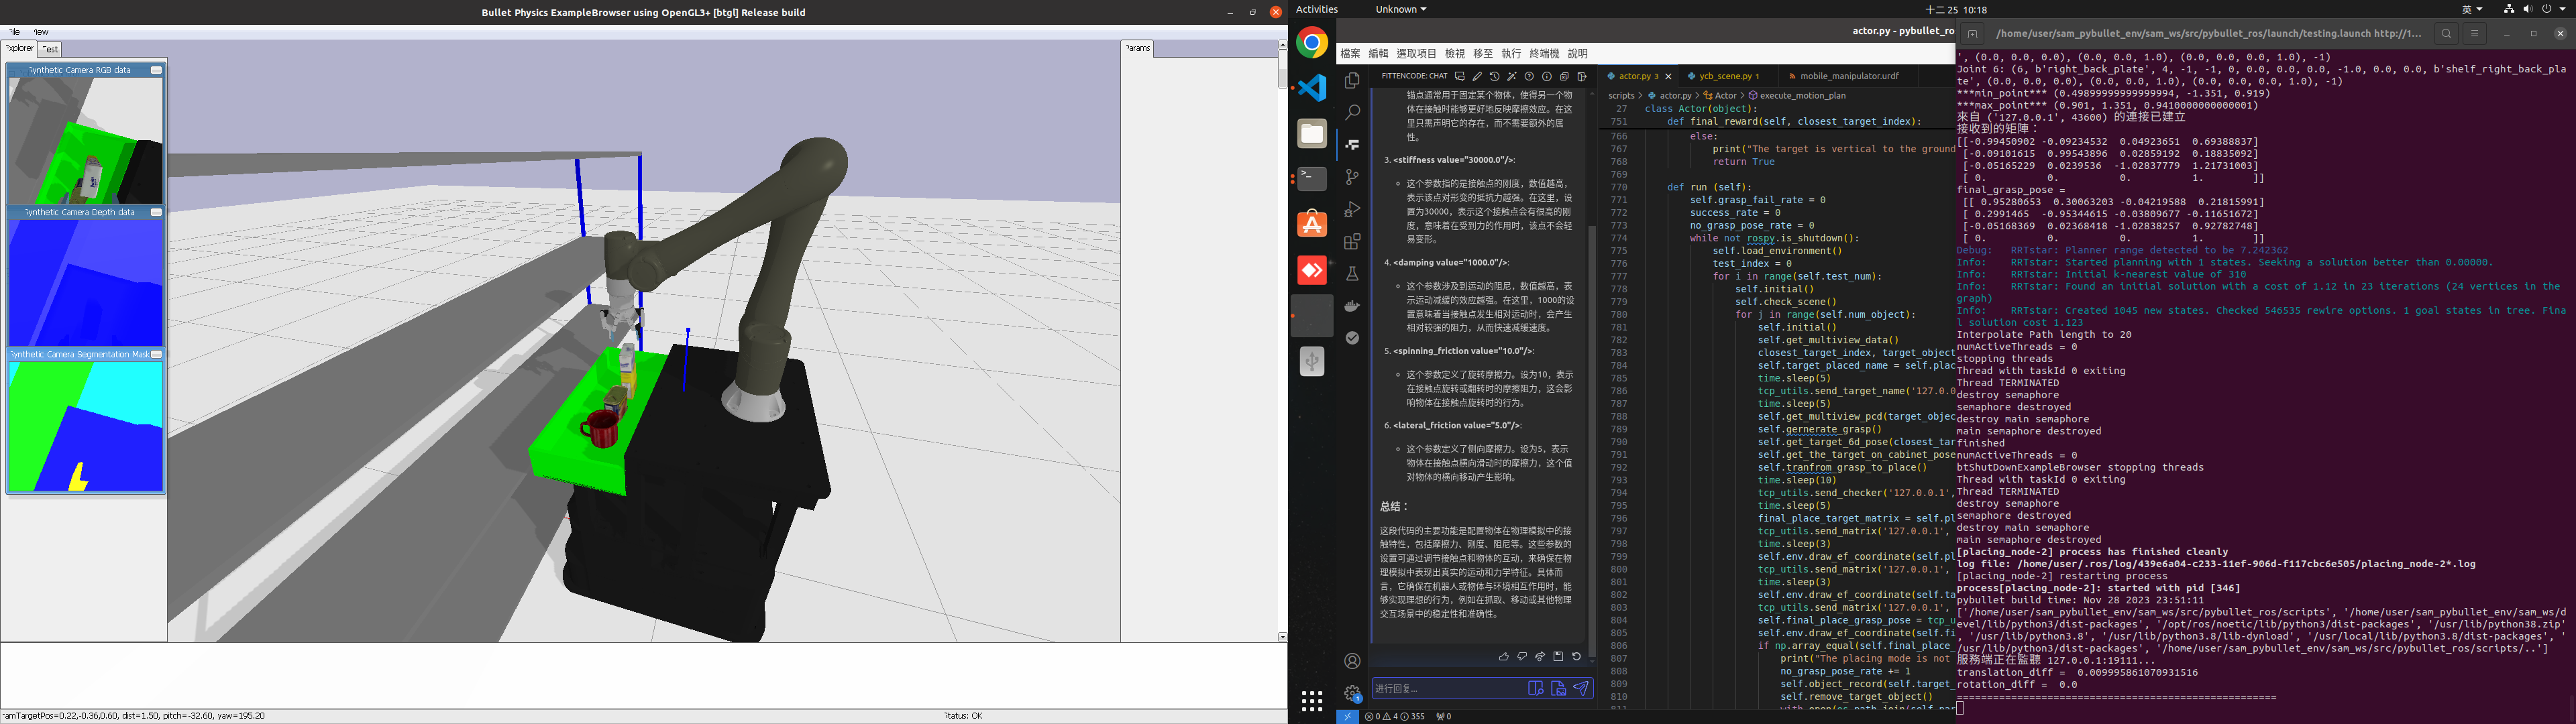 Bullet Physics ExampleBrowser using OpenGL3+ [btgl] Release build
File View
Explorer Test
Params
Synthetic Camera RGB data
Synthetic Camera Depth data
Synthetic Camera Segmentation Mask
camTargetPos=0.22,-0.36,0.60, dist=1.50, pitch=-32.60, yaw=195.20
Status: OK
Activities
Unknown
十二 25 10:18
英
actor.py - pybullet_ro
檔案 編輯 選取項目 檢視 移至 執行 終端機 說明
FITTENCODE: CHAT
锚点通常用于固定某个物体，使得另一个物
体在接触时能够更好地反映摩擦效应。在这
里只需声明它的存在，而不需要额外的属
性。
3. <stiffness value="30000.0"/>:
这个参数指的是接触点的刚度，数值越高，
表示该点对形变的抵抗力越强。在这里，设
置为30000，表示这个接触点会有很高的刚
度，意味着在受到力的作用时，该点不会轻
易变形。
4. <damping value="1000.0"/>:
这个参数涉及到运动的阻尼，数值越高，表
示运动减缓的效应越强。在这里，1000的设
置意味着当接触点发生相对运动时，会产生
相对较强的阻力，从而快速减缓速度。
5. <spinning_friction value="10.0"/>:
这个参数定义了旋转摩擦力。设为10，表示
在接触点旋转或翻转时的摩擦阻力，这会影
响物体在接触点旋转时的行为。
6. <lateral_friction value="5.0"/>:
这个参数定义了侧向摩擦力。设为5，表示
物体在接触点横向滑动时的摩擦力，这个值
对物体的横向移动产生影响。
总结：
这段代码的主要功能是配置物体在物理模拟中的接
触特性，包括摩擦力、刚度、阻尼等。这些参数的
设置可通过调节接触点和物体的互动，来确保在物
理模拟中表现出真实的运动和力学特征。具体而
言，它确保在机器人或物体与环境相互作用时，能
够实现理想的行为，例如在抓取、移动或其他物理
交互场景中的稳定性和准确性。
进行回复...
actor.py 3
ycb_scene.py 1
mobile_manipulator.urdf
scripts > actor.py > Actor > execute_motion_plan
27 class Actor(object):
751 def final_reward(self, closest_target_index):
766 else:
767 print("The target is vertical to the ground
768 return True
769
770 def run (self):
771 self.grasp_fail_rate = 0
772 success_rate = 0
773 no_grasp_pose_rate = 0
774 while not rospy.is_shutdown():
775 self.load_environment()
776 test_index = 0
777 for i in range(self.test_num):
778 self.initial()
779 self.check_scene()
780 for j in range(self.num_object):
781 self.initial()
782 self.get_multiview_data()
783 closest_target_index, target_object
784 self.target_placed_name = self.plac
785 time.sleep(5)
786 tcp_utils.send_target_name('127.0.0
787 time.sleep(5)
788 self.get_multiview_pcd(target_objec
789 self.gernerate_grasp()
790 self.get_target_6d_pose(closest_tar
791 self.get_the_target_on_cabinet_pose
792 self.tranfrom_grasp_to_place()
793 time.sleep(10)
794 tcp_utils.send_checker('127.0.0.1',
795 time.sleep(5)
796 final_place_target_matrix = self.pl
797 tcp_utils.send_matrix('127.0.0.1',
798 time.sleep(3)
799 self.env.draw_ef_coordinate(self.pl
800 tcp_utils.send_matrix('127.0.0.1',
801 time.sleep(3)
802 self.env.draw_ef_coordinate(self.ta
803 tcp_utils.send_matrix('127.0.0.1',
804 self.final_place_grasp_pose = tcp_u
805 self.env.draw_ef_coordinate(self.fi
806 if np.array_equal(self.final_place_
807 print("The placing mode is not
808 no_grasp_pose_rate += 1
809 self.object_record(self.target_
810 self.remove_target_object()
811 with open(os.path.join(self.par
0 4 355 0
/home/user/sam_pybullet_env/sam_ws/src/pybullet_ros/launch/testing.launch http://1...
', (0.0, 0.0, 0.0), (0.0, 0.0, 1.0), (0.0, 0.0, 0.0, 1.0), -1)
Joint 6: (6, b'right_back_plate', 4, -1, -1, 0, 0.0, 0.0, 0.0, -1.0, 0.0, 0.0, b'shelf_right_back_pla
te', (0.0, 0.0, 0.0), (0.0, 0.0, 1.0), (0.0, 0.0, 0.0, 1.0), -1)
***min_point*** (0.49899999999999994, -1.351, 0.919)
***max_point*** (0.901, 1.351, 0.9410000000000001)
來自 ('127.0.0.1', 43600) 的連接已建立
接收到的矩陣：
[[-0.99450902 -0.09234532 0.04923651 0.69388837]
[-0.09101615 0.99543896 0.02859192 0.18835092]
[-0.05165229 0.0239536 -1.02837779 1.21731003]
[ 0. 0. 0. 1. ]]
final_grasp_pose =
[[ 0.95280653 0.30063203 -0.04219588 0.21815991]
[ 0.2991465 -0.95344615 -0.03809677 -0.11651672]
[-0.05168369 0.02368418 -1.02838257 0.92782748]
[ 0. 0. 0. 1. ]]
Debug: RRTstar: Planner range detected to be 7.242362
Info: RRTstar: Started planning with 1 states. Seeking a solution better than 0.00000.
Info: RRTstar: Initial k-nearest value of 310
Info: RRTstar: Found an initial solution with a cost of 1.12 in 23 iterations (24 vertices in the
graph)
Info: RRTstar: Created 1045 new states. Checked 546535 rewire options. 1 goal states in tree. Fina
l solution cost 1.123
Interpolate Path length to 20
numActiveThreads = 0
stopping threads
Thread with taskId 0 exiting
Thread TERMINATED
destroy semaphore
semaphore destroyed
destroy main semaphore
main semaphore destroyed
finished
numActiveThreads = 0
btShutDownExampleBrowser stopping threads
Thread with taskId 0 exiting
Thread TERMINATED
destroy semaphore
semaphore destroyed
destroy main semaphore
main semaphore destroyed
[placing_node-2] process has finished cleanly
log file: /home/user/.ros/log/439e6a04-c233-11ef-906d-f117cbc6e505/placing_node-2*.log
[placing_node-2] restarting process
process[placing_node-2]: started with pid [346]
pybullet build time: Nov 28 2023 23:51:11
['/home/user/sam_pybullet_env/sam_ws/src/pybullet_ros/scripts', '/home/user/sam_pybullet_env/sam_ws/d
evel/lib/python3/dist-packages', '/opt/ros/noetic/lib/python3/dist-packages', '/usr/lib/python38.zip'
, '/usr/lib/python3.8', '/usr/lib/python3.8/lib-dynload', '/usr/local/lib/python3.8/dist-packages', '
/usr/lib/python3/dist-packages', '/home/user/sam_pybullet_env/sam_ws/src/pybullet_ros/scripts/..']
服務端正在監聽 127.0.0.1:19111...
translation_diff = 0.009995861070931516
rotation_diff = 0.0
======================================================